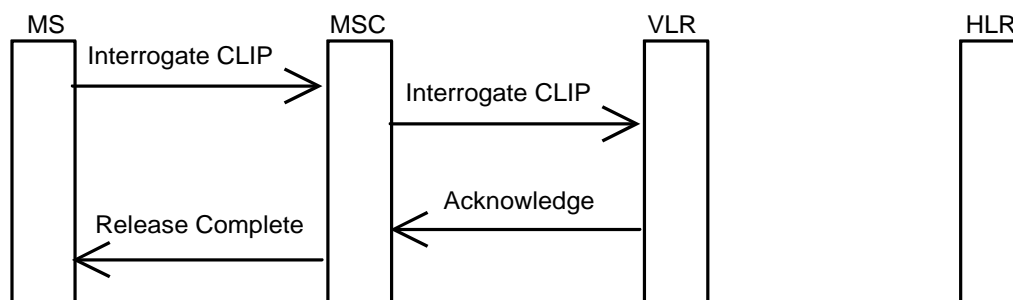 MS MSC VLR HLR
Interrogate CLIP
Interrogate CLIP
Acknowledge
Release Complete